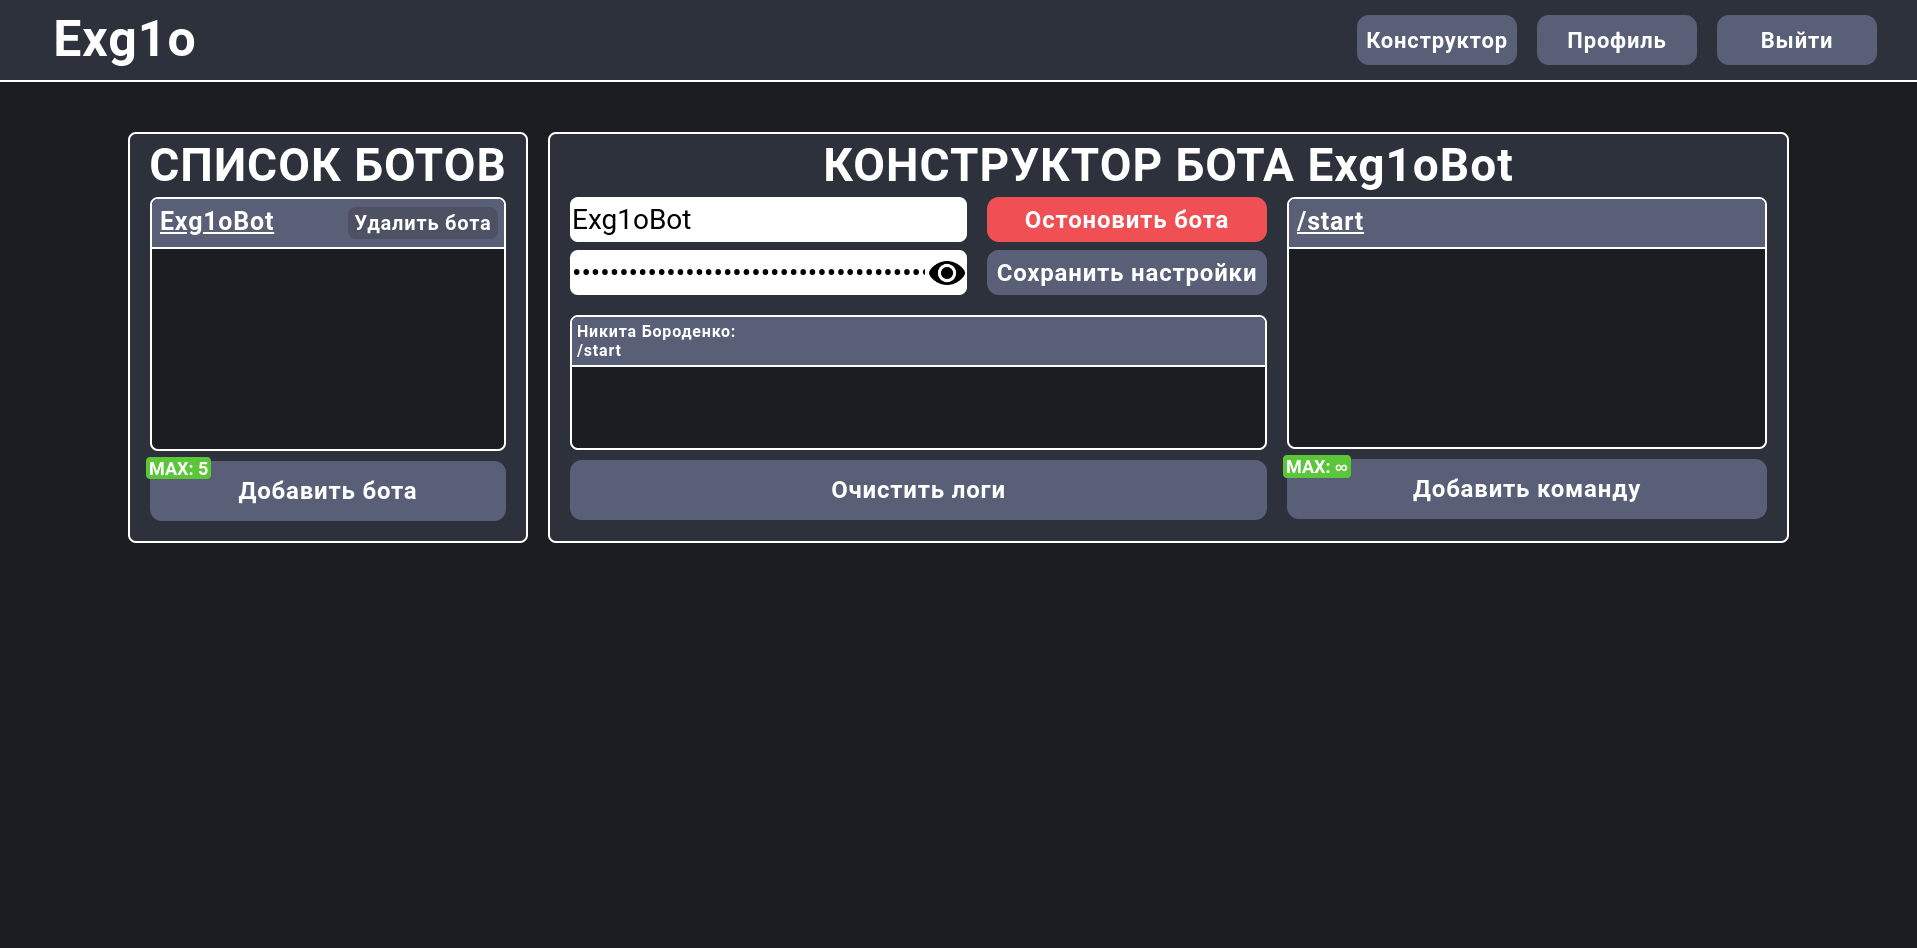 Exg1o
Конструктор
Профиль
Выйти
СПИСОК БОТОВ
Exg1oBot
Удалить бота
MAX: 5
Добавить бота
КОНСТРУКТОР БОТА Exg1oBot
Exg1oBot
Остоновить бота
Сохранить настройки
Никита Бороденко:
/start
Очистить логи
/start
MAX: ∞
Добавить команду